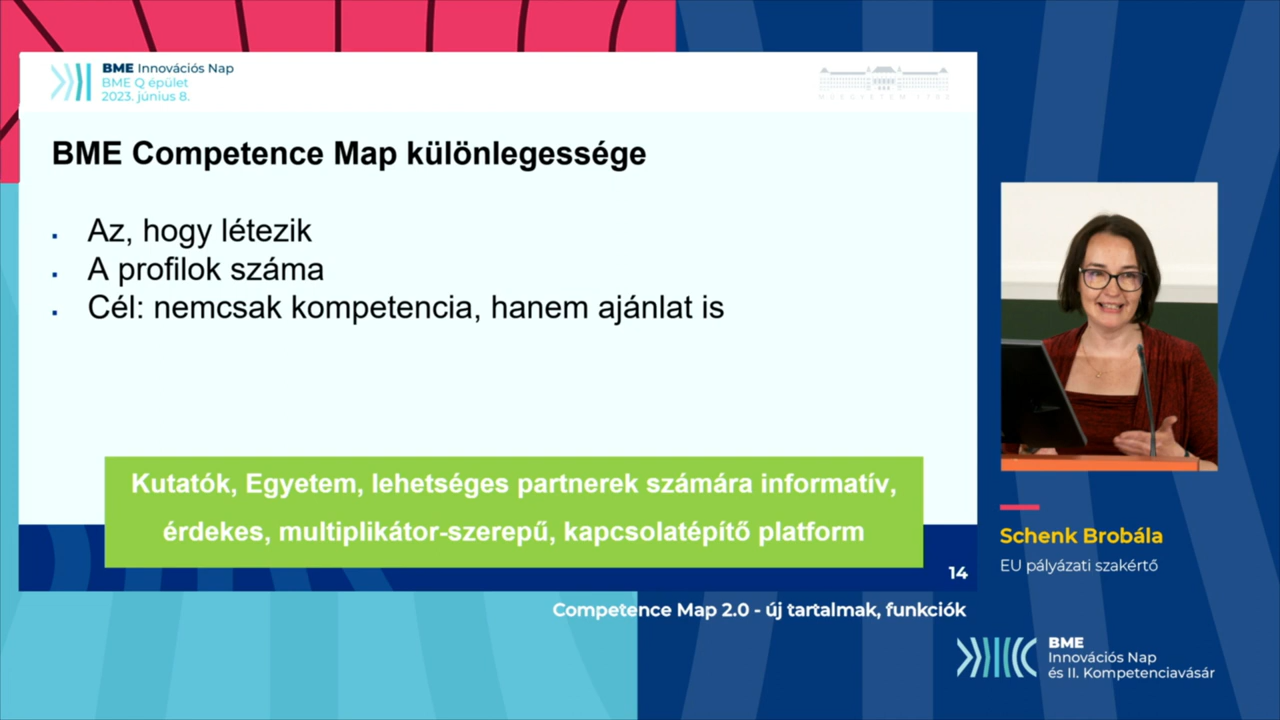 BME Innovációs Nap
BME Q épület
2023. június 8.
MŰEGYETEM 1782
BME Competence Map különlegessége
▪ Az, hogy létezik
▪ A profilok száma
▪ Cél: nemcsak kompetencia, hanem ajánlat is
Kutatók, Egyetem, lehetséges partnerek számára informatív,
érdekes, multiplikátor-szerepű, kapcsolatépítő platform
14
Schenk Brobála
EU pályázati szakértő
Competence Map 2.0 - új tartalmak, funkciók
BME
Innovációs Nap
és II. Kompetenciavásár